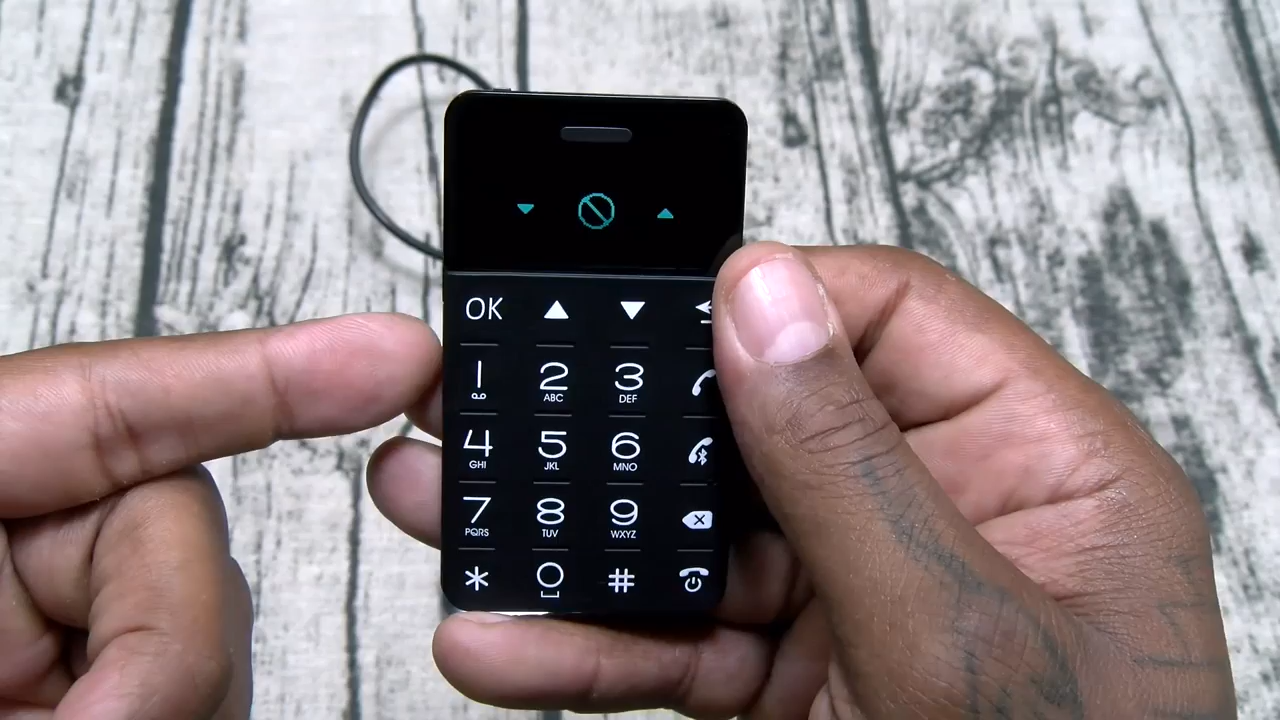 OK
1 2 3
ABC DEF
4 5 6
GHI JKL MNO
7 8 9
PQRS TUV WXYZ
* 0 #